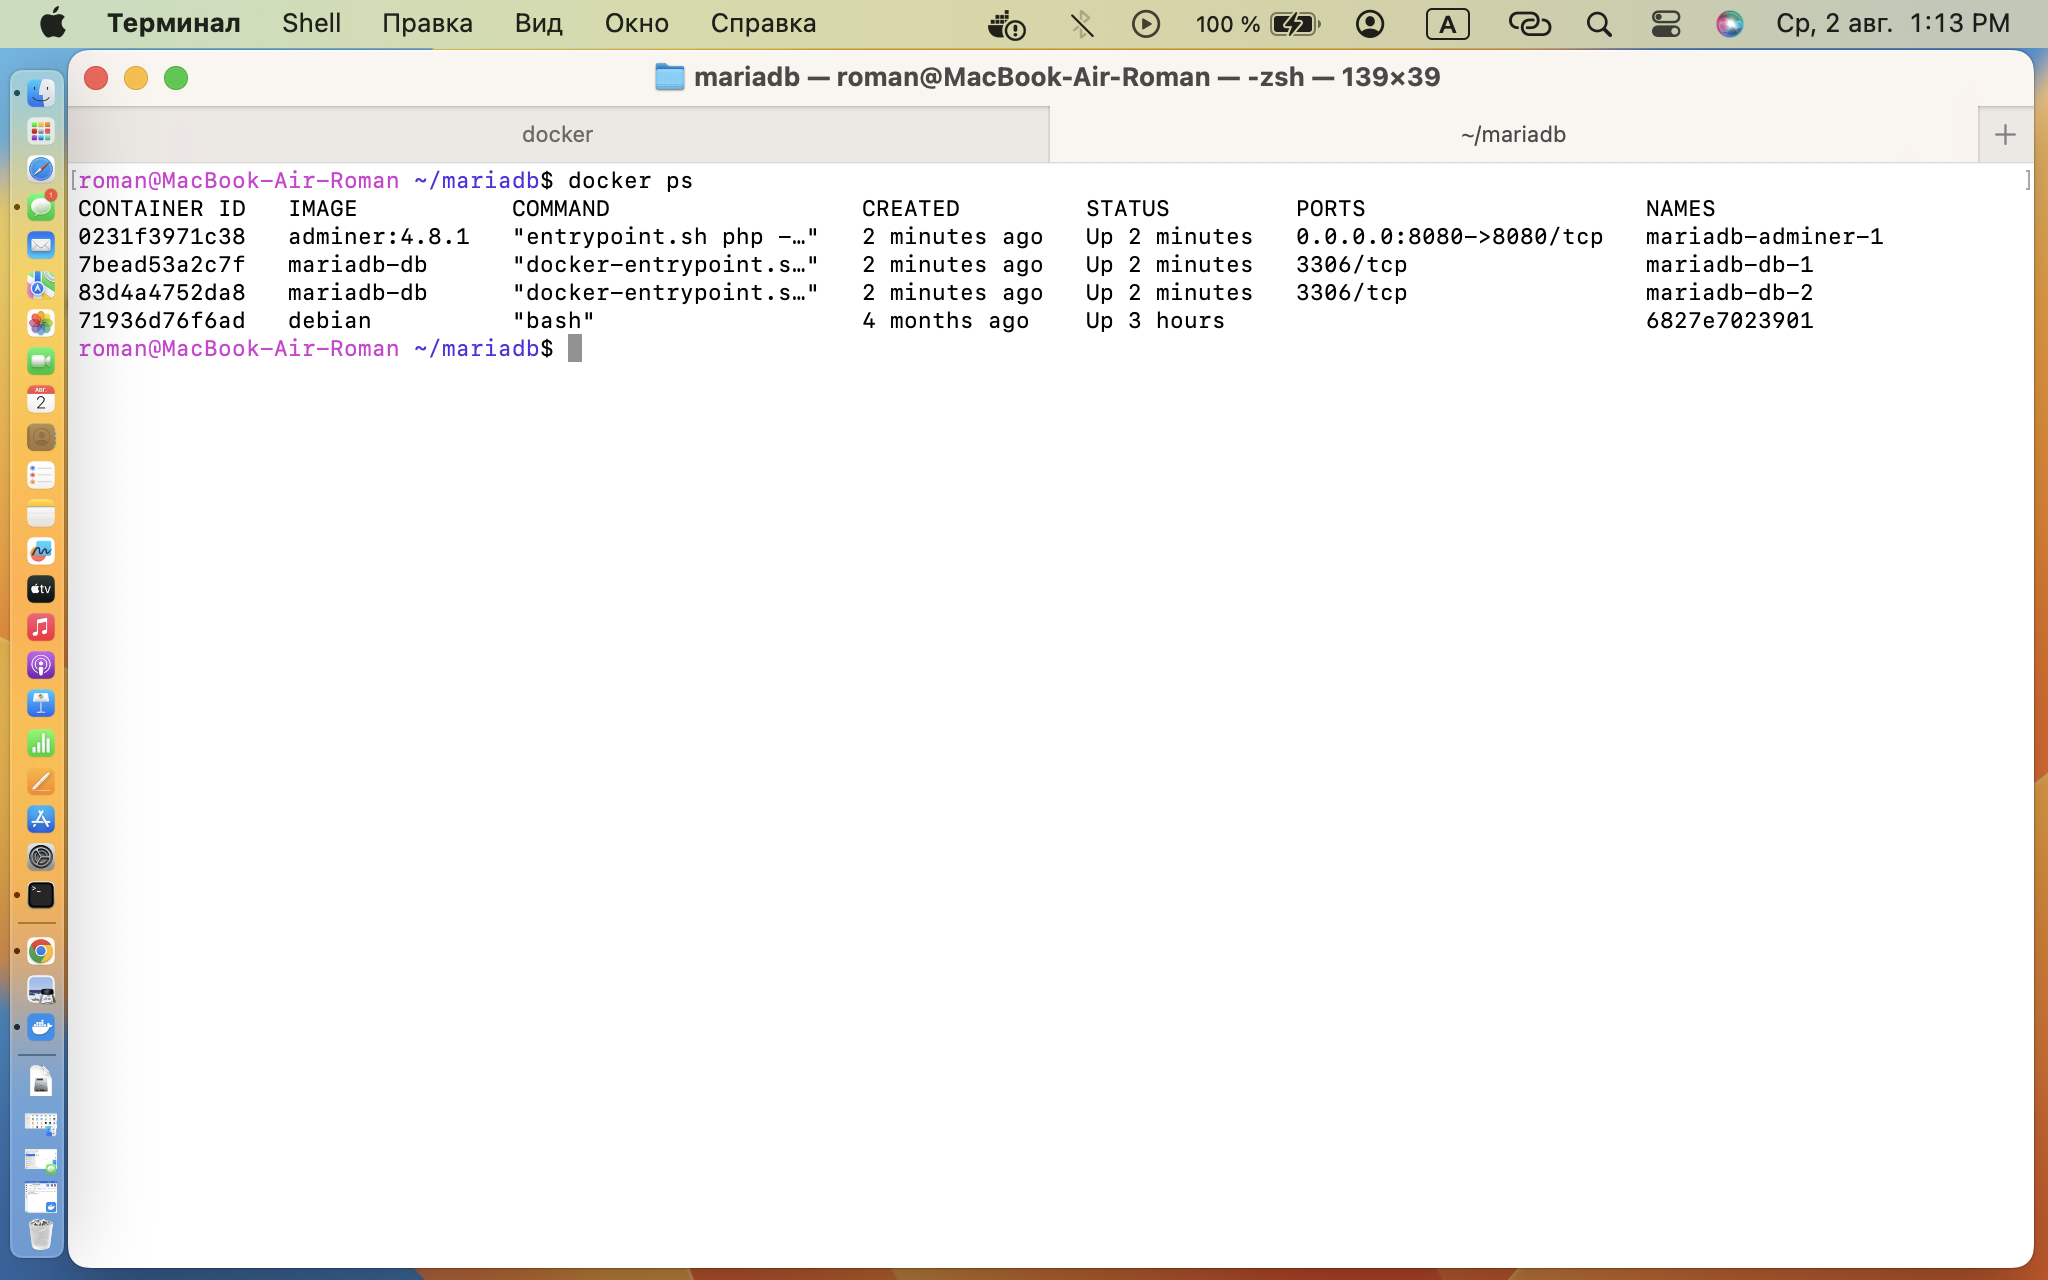 Терминал Shell Правка Вид Окно Справка 100 % A Ср, 2 авг. 1:13 PM
mariadb — roman@MacBook-Air-Roman — -zsh — 139×39
docker ~/mariadb +
[roman@MacBook-Air-Roman ~/mariadb$ docker ps ]
CONTAINER ID IMAGE COMMAND CREATED STATUS PORTS NAMES
0231f3971c38 adminer:4.8.1 "entrypoint.sh php -…" 2 minutes ago Up 2 minutes 0.0.0.0:8080->8080/tcp mariadb-adminer-1
7bead53a2c7f mariadb-db "docker-entrypoint.s…" 2 minutes ago Up 2 minutes 3306/tcp mariadb-db-1
83d4a4752da8 mariadb-db "docker-entrypoint.s…" 2 minutes ago Up 2 minutes 3306/tcp mariadb-db-2
71936d76f6ad debian "bash" 4 months ago Up 3 hours 6827e7023901
roman@MacBook-Air-Roman ~/mariadb$
1
АВГ.
2
tv